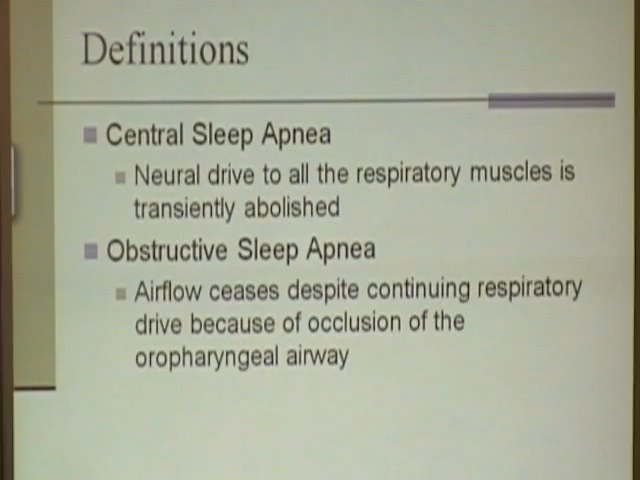 Definitions
Central Sleep Apnea
Neural drive to all the respiratory muscles is
transiently abolished
Obstructive Sleep Apnea
Airflow ceases despite continuing respiratory
drive because of occlusion of the
oropharyngeal airway